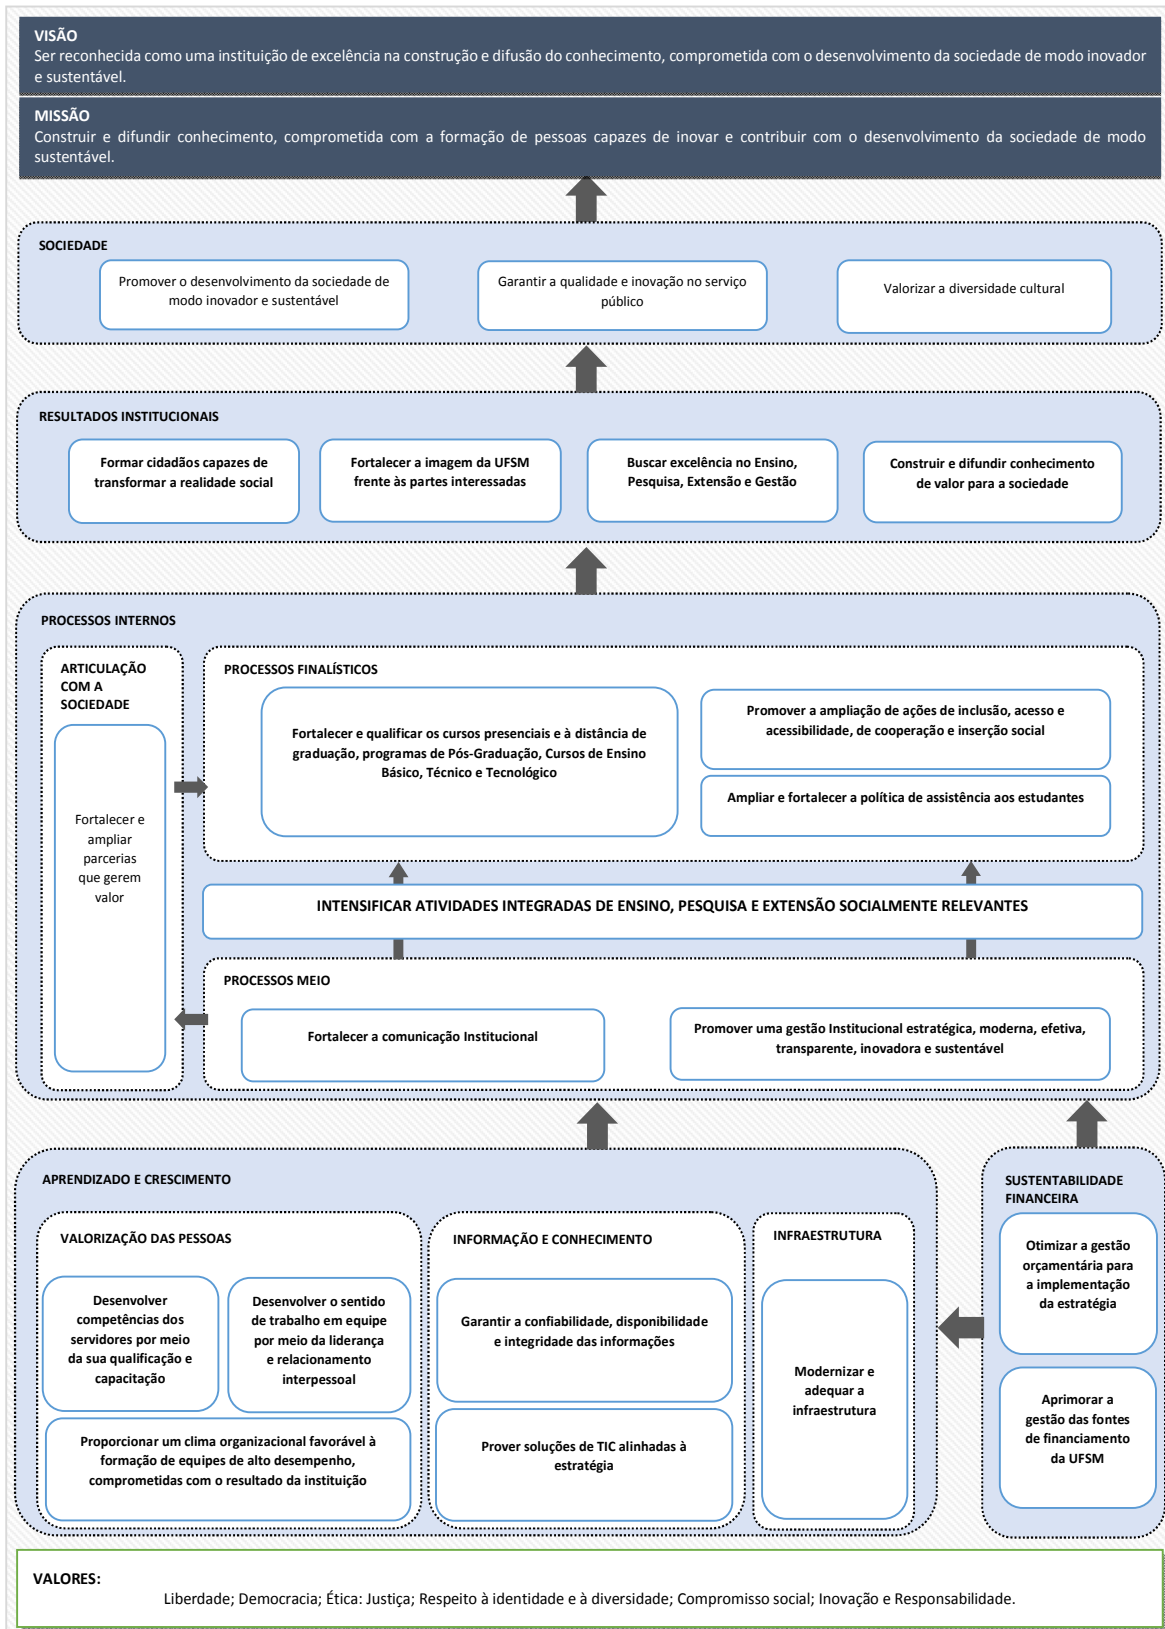 VISÃO
Ser reconhecida como uma instituição de excelência na construção e difusão do conhecimento, comprometida com o desenvolvimento da sociedade de modo inovador
e sustentável.
MISSÃO
Construir e difundir conhecimento, comprometida com a formação de pessoas capazes de inovar e contribuir com o desenvolvimento da sociedade de modo
sustentável.
SOCIEDADE
Promover o desenvolvimento da sociedade de
modo inovador e sustentável
Garantir a qualidade e inovação no serviço
público
Valorizar a diversidade cultural
RESULTADOS INSTITUCIONAIS
Formar cidadãos capazes de
transformar a realidade social
Fortalecer a imagem da UFSM
frente às partes interessadas
Buscar excelência no Ensino,
Pesquisa, Extensão e Gestão
Construir e difundir conhecimento
de valor para a sociedade
PROCESSOS INTERNOS
ARTICULAÇÃO
COM A
SOCIEDADE
Fortalecer e
ampliar
parcerias
que gerem
valor
PROCESSOS FINALÍSTICOS
Fortalecer e qualificar os cursos presenciais e à distância de
graduação, programas de Pós-Graduação, Cursos de Ensino
Básico, Técnico e Tecnológico
Promover a ampliação de ações de inclusão, acesso e
acessibilidade, de cooperação e inserção social
Ampliar e fortalecer a política de assistência aos estudantes
INTENSIFICAR ATIVIDADES INTEGRADAS DE ENSINO, PESQUISA E EXTENSÃO SOCIALMENTE RELEVANTES
PROCESSOS MEIO
Fortalecer a comunicação Institucional
Promover uma gestão Institucional estratégica, moderna, efetiva,
transparente, inovadora e sustentável
APRENDIZADO E CRESCIMENTO
VALORIZAÇÃO DAS PESSOAS
Desenvolver
competências dos
servidores por meio
da sua qualificação e
capacitação
Desenvolver o sentido
de trabalho em equipe
por meio da liderança
e relacionamento
interpessoal
Proporcionar um clima organizacional favorável à
formação de equipes de alto desempenho,
comprometidas com o resultado da instituição
INFORMAÇÃO E CONHECIMENTO
Garantir a confiabilidade, disponibilidade
e integridade das informações
Prover soluções de TIC alinhadas à
estratégia
INFRAESTRUTURA
Modernizar e
adequar a
infraestrutura
SUSTENTABILIDADE
FINANCEIRA
Otimizar a gestão
orçamentária para
a implementação
da estratégia
Aprimorar a
gestão das fontes
de financiamento
da UFSM
VALORES:
Liberdade; Democracia; Ética: Justiça; Respeito à identidade e à diversidade; Compromisso social; Inovação e Responsabilidade.